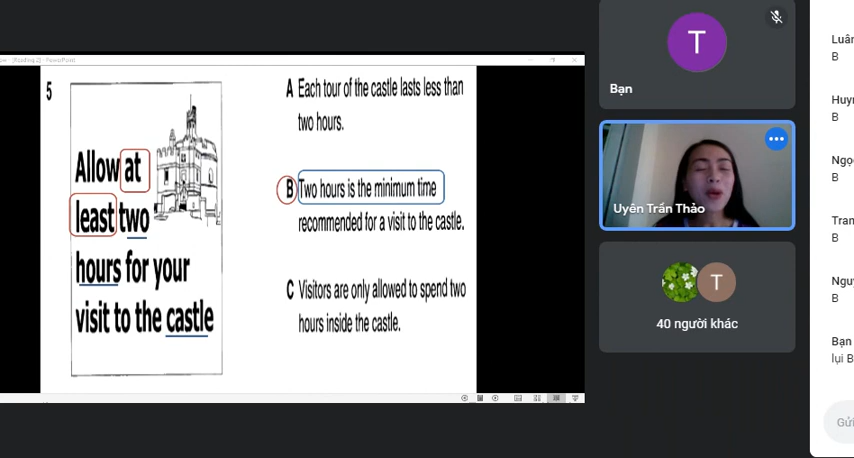 5
Allow at
least two
hours for your
visit to the castle
A Each tour of the castle lasts less than
two hours.
B Two hours is the minimum time
recommended for a visit to the castle.
C Visitors are only allowed to spend two
hours inside the castle.
T
Bạn
Uyên Trần Thảo
T
40 người khác
B
B
B
B
B
Bạn
lụi B